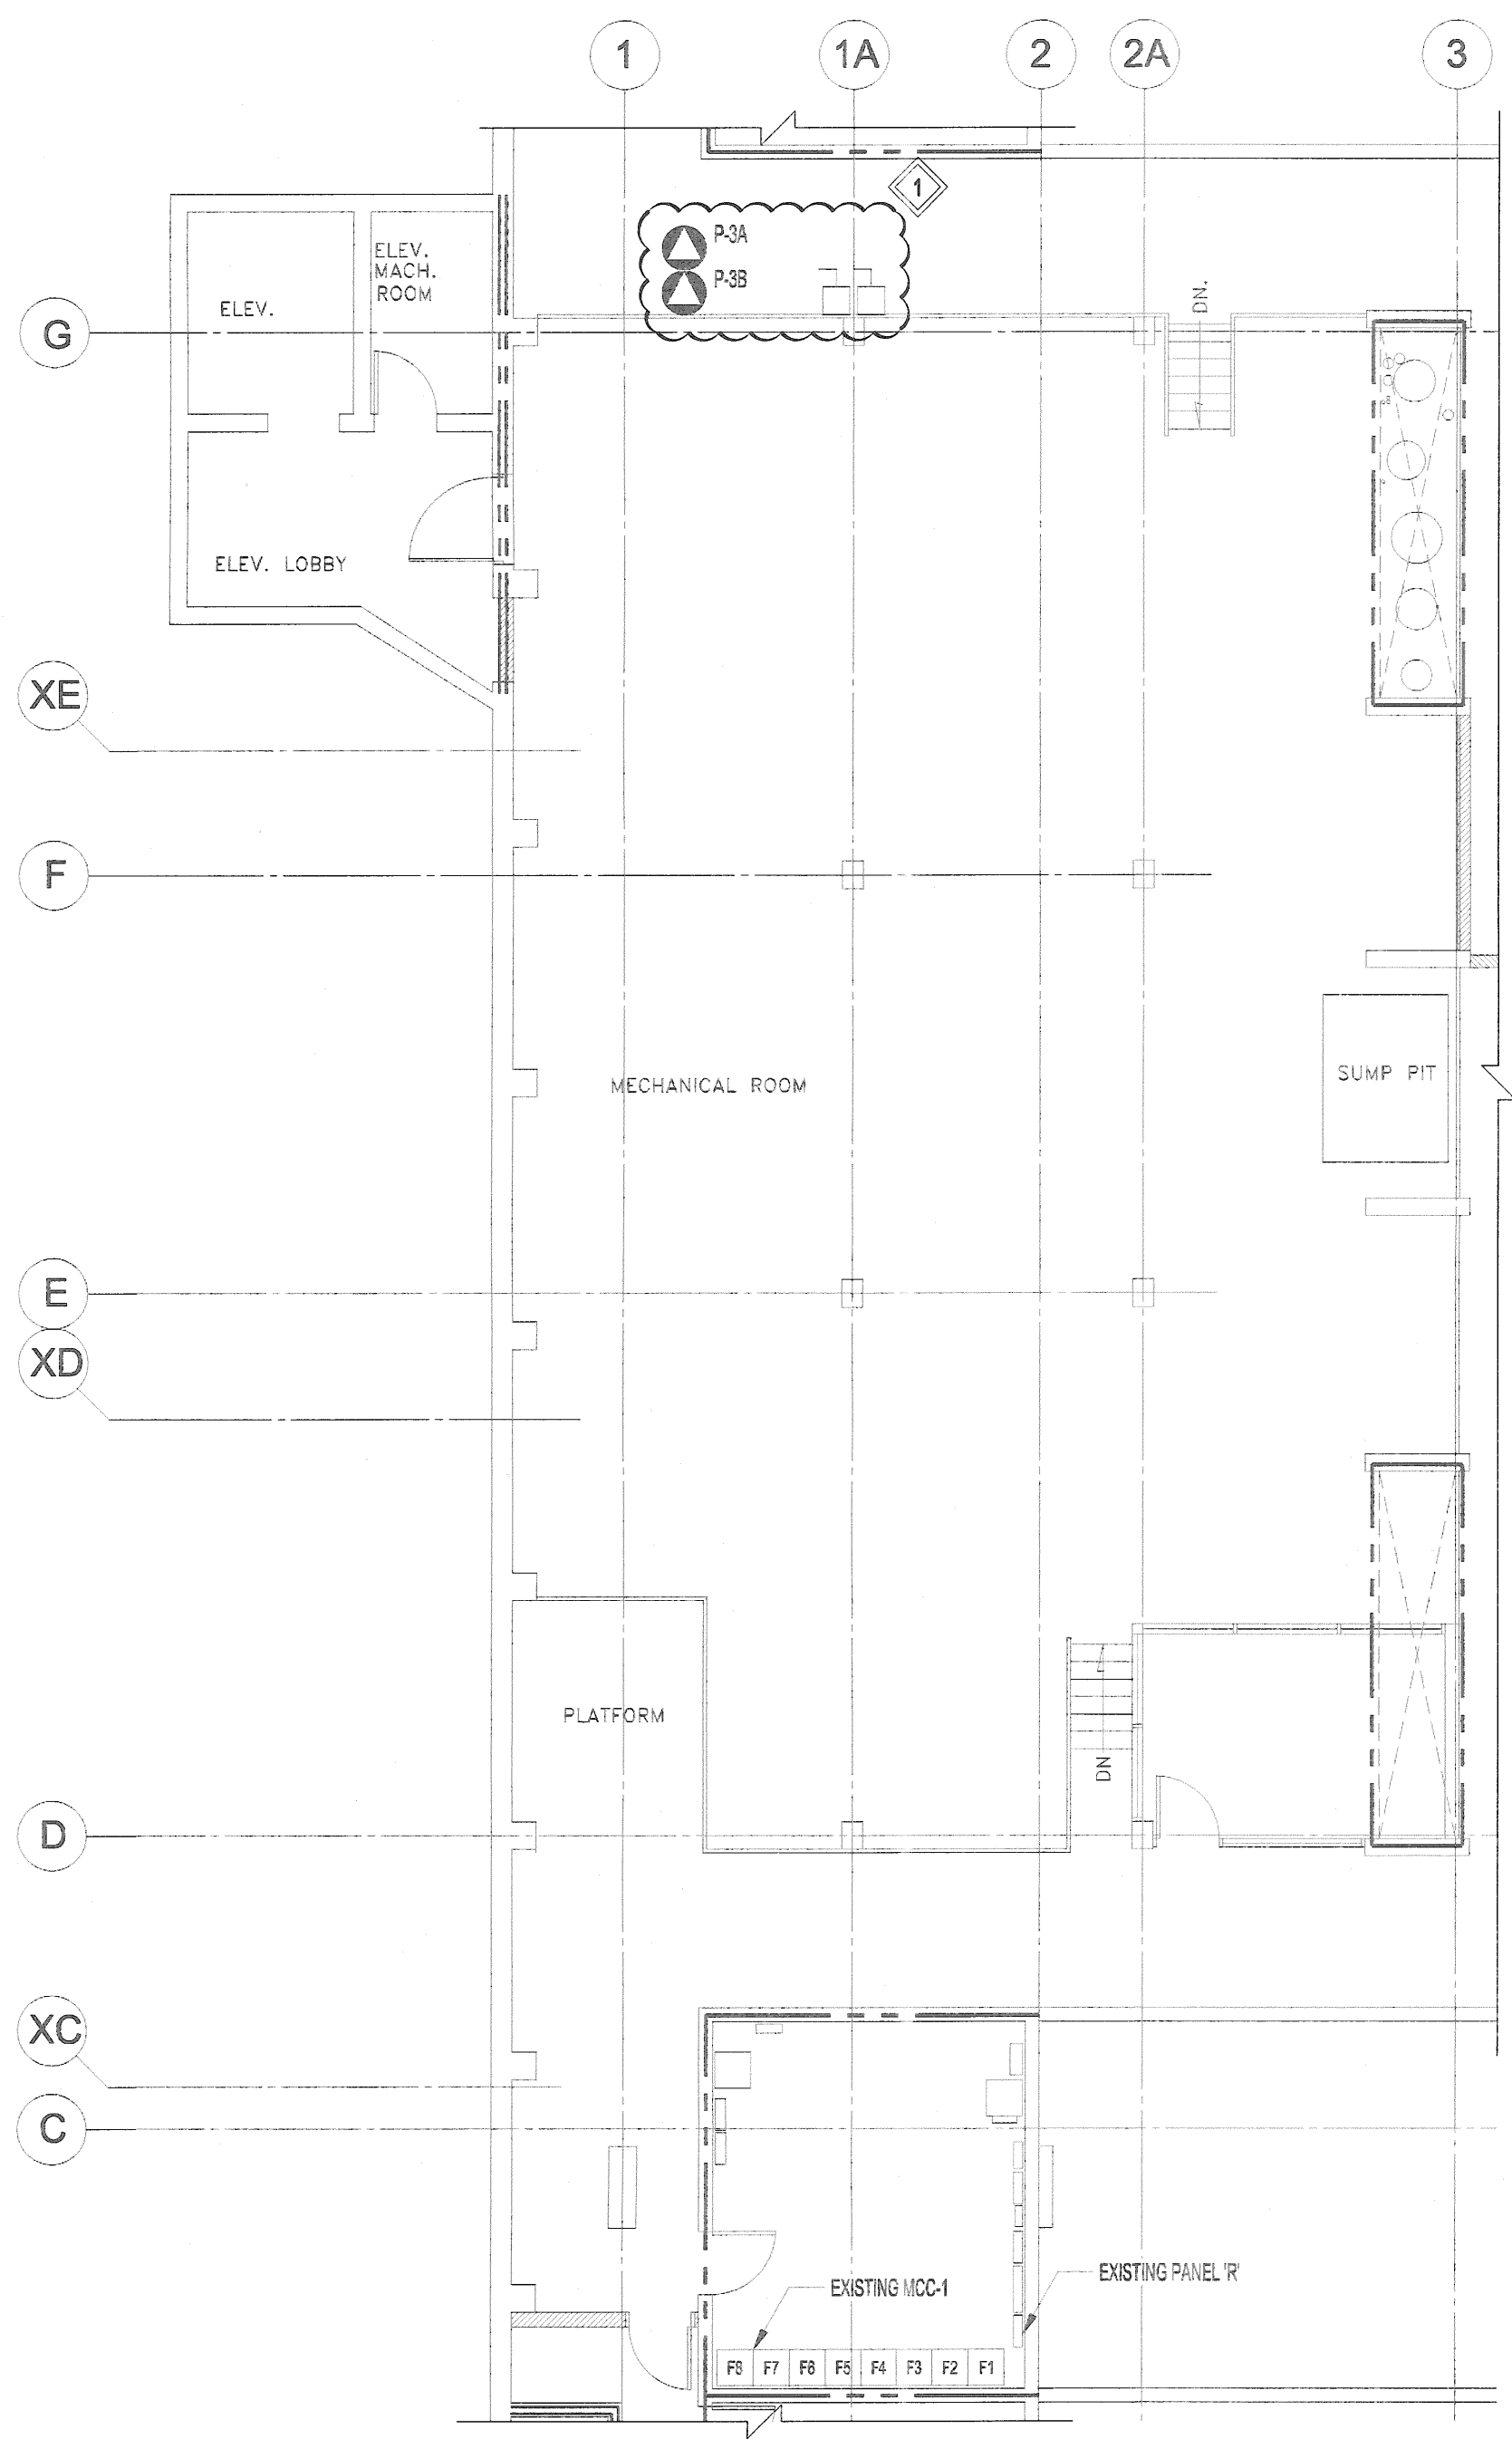 1
1A
2
2A
3
1
P-3A
P-3B
ELEV.
MACH.
ROOM
ELEV.
DN.
G
ELEV. LOBBY
XE
F
MECHANICAL ROOM
SUMP PIT
E
XD
PLATFORM
DN
D
XC
C
EXISTING MCC-1
EXISTING PANEL 'R'
F8 F7 F6 F5 F4 F3 F2 F1